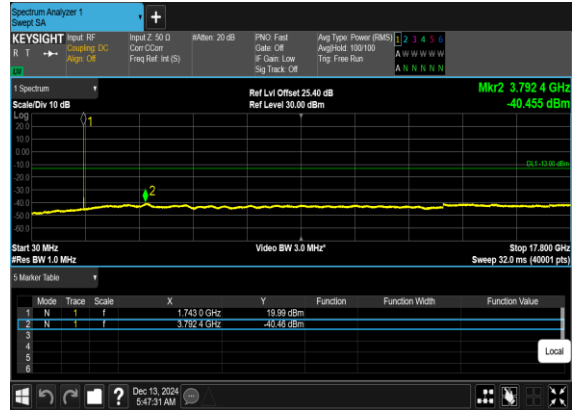 Spectrum Analyzer 1
Swept SA
+
KEYSIGHT Input: RF Input Z: 50 Ω #Atten: 20 dB PNO: Fast Avg Type: Power (RMS) 1 2 3 4 5 6
R T Coupling: DC Corr CCorr Gate: Off Avg|Hold: 100/100 A W W W W W
Align: Off Freq Ref: Int (S) IF Gain: Low Trig: Free Run
Sig Track: Off A N N N N N
1 Spectrum Ref Lvl Offset 25.40 dB Mkr2 3.792 4 GHz
Scale/Div 10 dB Ref Level 30.00 dBm -40.455 dBm
Log
1
20.0
10.0
0.00
-10.0
DL1 -13.00 dBm
-20.0
-30.0
2
-40.0
-50.0
-60.0
Start 30 MHz Video BW 3.0 MHz* Stop 17.800 GHz
#Res BW 1.0 MHz Sweep 32.0 ms (40001 pts)
5 Marker Table
Mode Trace Scale X Y Function Function Width Function Value
1 N 1 f 1.743 0 GHz 19.99 dBm
2 N 1 f 3.792 4 GHz -40.46 dBm
3
4
5
6
Local
? Dec 13, 2024
5:47:31 AM